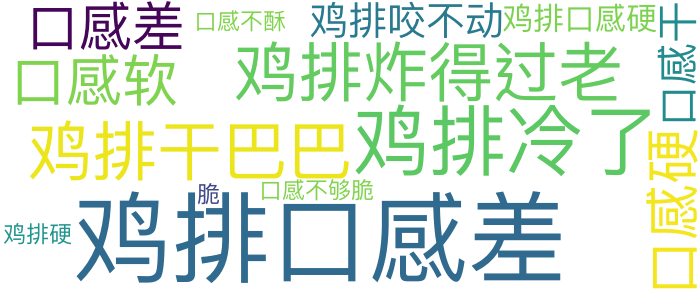 口感差
口感不酥
鸡排咬不动
鸡排口感硬
口感干
口感软
鸡排炸得过老
鸡排干巴巴
鸡排冷了
口感硬
脆
口感不够脆
鸡排硬
鸡排口感差